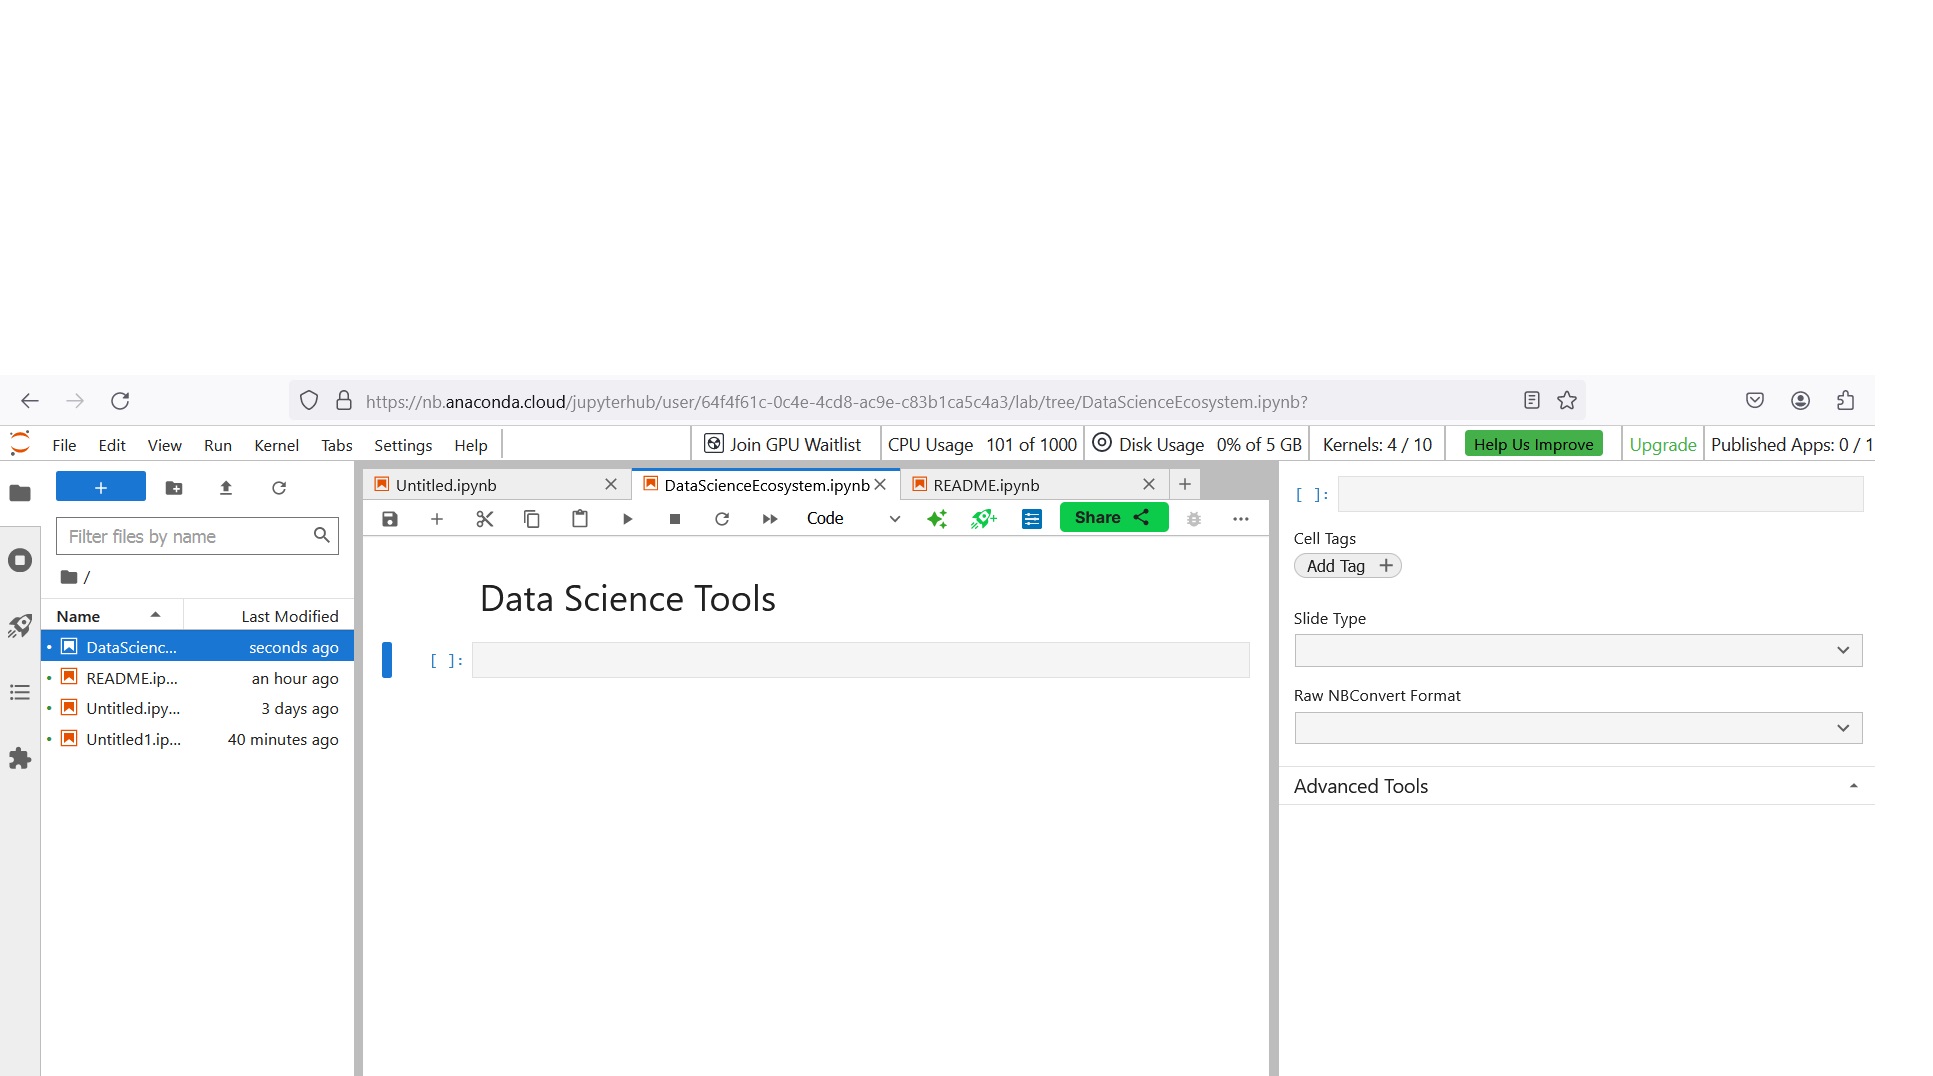 https://nb.anaconda.cloud/jupyterhub/user/64f4f61c-0c4e-4cd8-ac9e-c83b1ca5c4a3/lab/tree/DataScienceEcosystem.ipynb?
File Edit View Run Kernel Tabs Settings Help Join GPU Waitlist CPU Usage 101 of 1000 Disk Usage 0% of 5 GB Kernels: 4 / 10 Help Us Improve Upgrade Published Apps: 0 / 1
Untitled.ipynb DataScienceEcosystem.ipynb README.ipynb
Code Share
Filter files by name
/
Name Last Modified
DataScienc... seconds ago
README.ip... an hour ago
Untitled.ipy... 3 days ago
Untitled1.ip... 40 minutes ago
Data Science Tools
[ ]:
[ ]:
Cell Tags
Add Tag +
Slide Type
Raw NBConvert Format
Advanced Tools